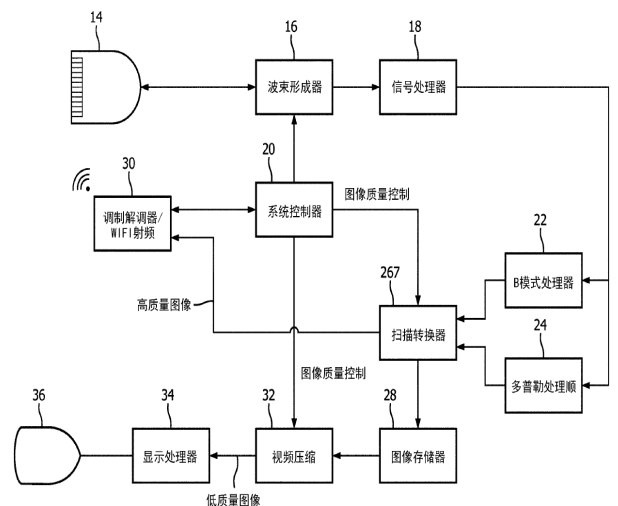 14
16
18
波束形成器
信号处理器
20
30
系统控制器
图像质量控制
调制解调器/
WIFI射频
22
B模式处理器
267
高质量图像
扫描转换器
24
多普勒处理顺
图像质量控制
36
34
32
28
显示处理器
视频压缩
图像存储器
低质量图像